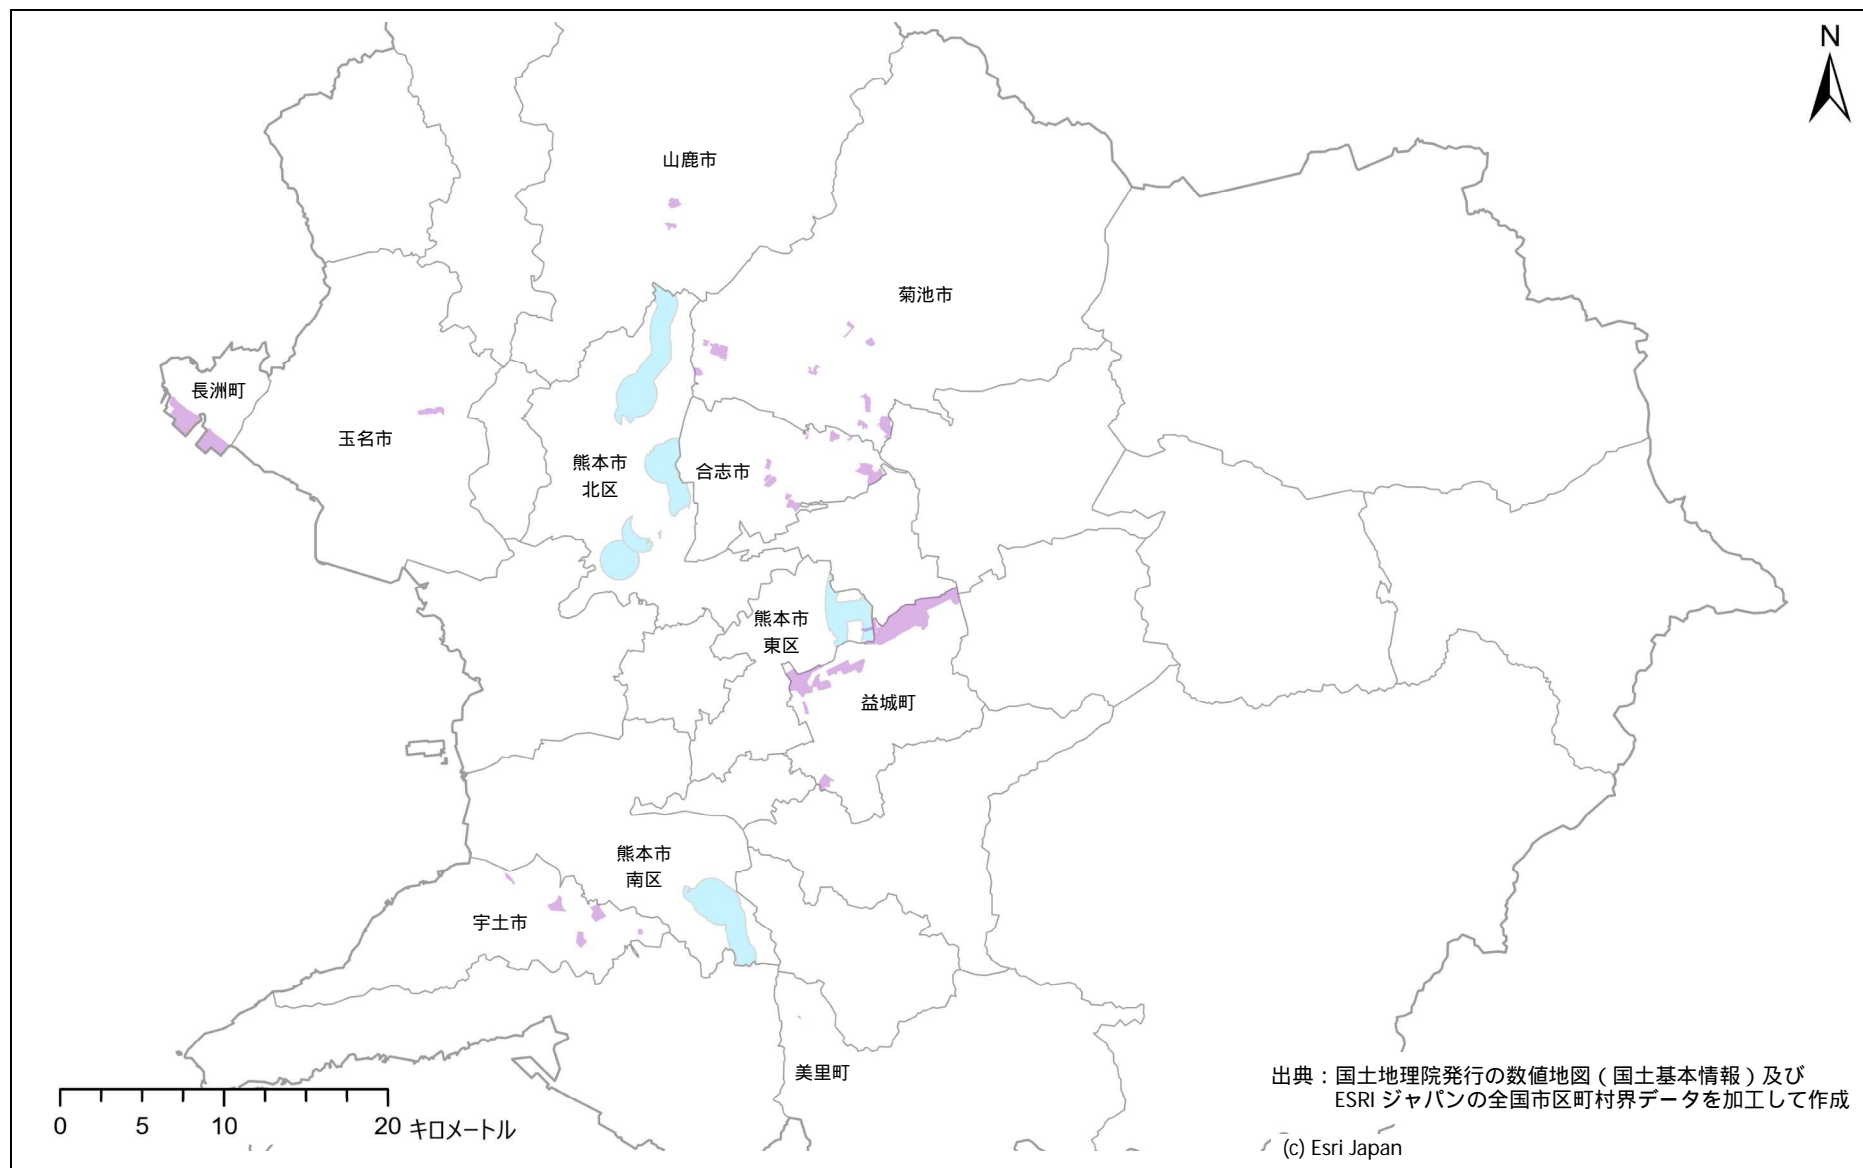 N
山鹿市
菊池市
長洲町
玉名市
熊本市
北区
合志市
熊本市
東区
益城町
熊本市
南区
宇土市
美里町
出典：国土地理院発行の数値地図（国土基本情報）及び
ESRI ジャパンの全国市区町村界データを加工して作成
0 5 10 20 キロメートル
(c) Esri Japan